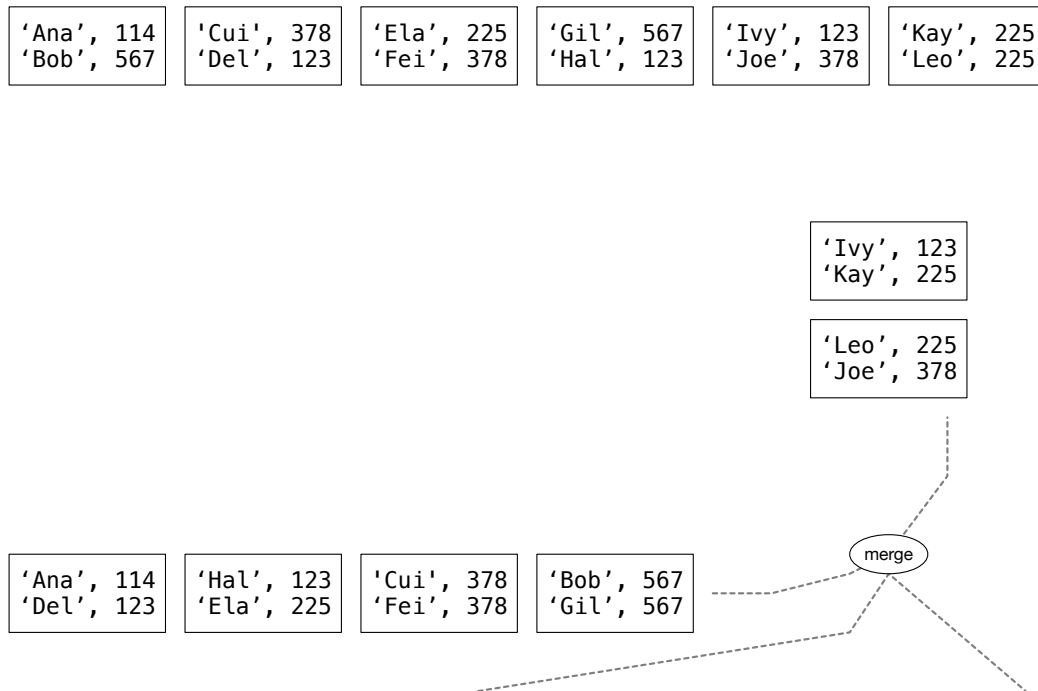 ‘Ana’, 114
‘Bob’, 567
'Cui', 378
‘Del’, 123
‘Ela’, 225
‘Fei’, 378
‘Gil’, 567
‘Hal’, 123
‘Ivy’, 123
‘Joe’, 378
‘Kay’, 225
‘Leo’, 225
‘Ivy’, 123
‘Kay’, 225
‘Leo’, 225
‘Joe’, 378
merge
‘Ana’, 114
‘Del’, 123
‘Hal’, 123
‘Ela’, 225
'Cui', 378
‘Fei’, 378
‘Bob’, 567
‘Gil’, 567